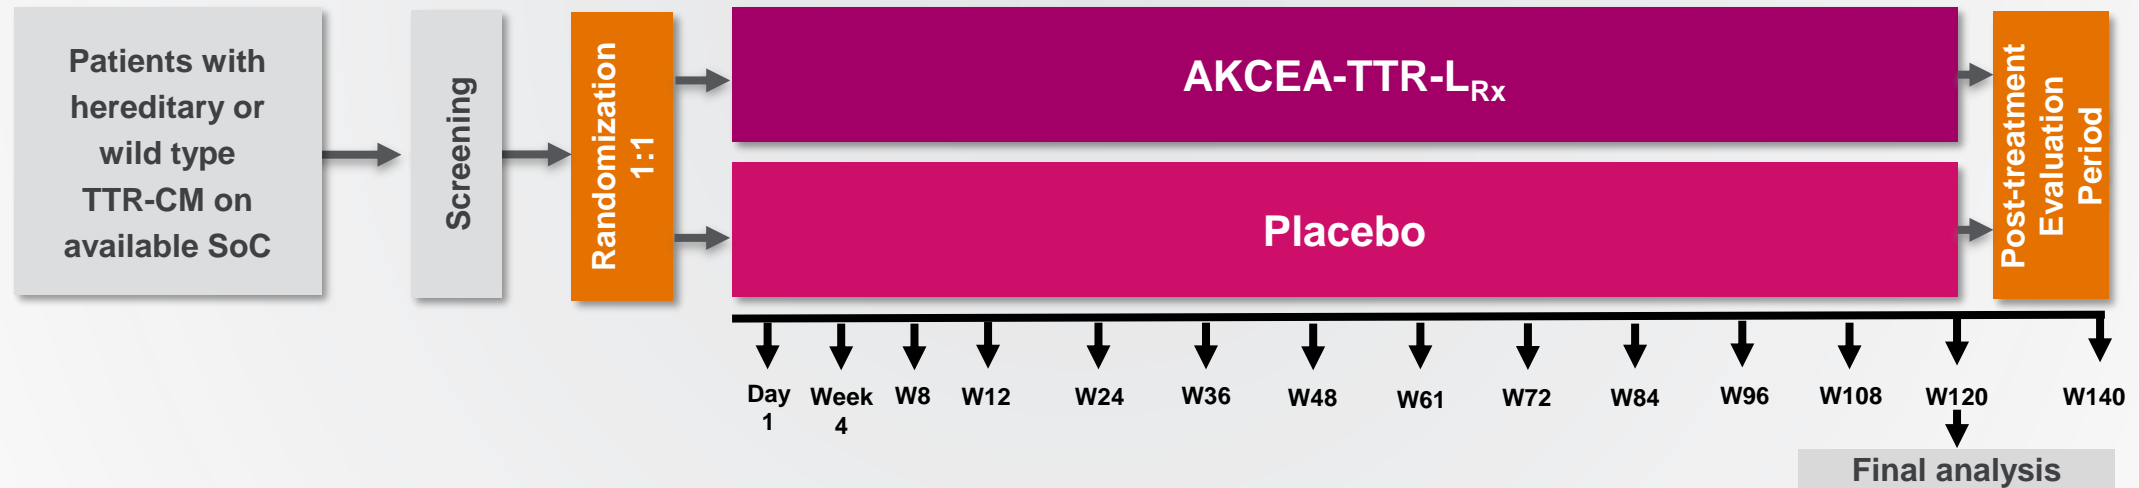 Patients with
hereditary or
wild type
TTR-CM on
available SoC
Screening
Randomization
1:1
AKCEA-TTR-LRx
Placebo
Post-treatment
Evaluation
Period
Day
1
Week
4
W8
W12
W24
W36
W48
W61
W72
W84
W96
W108
W120
W140
Final analysis